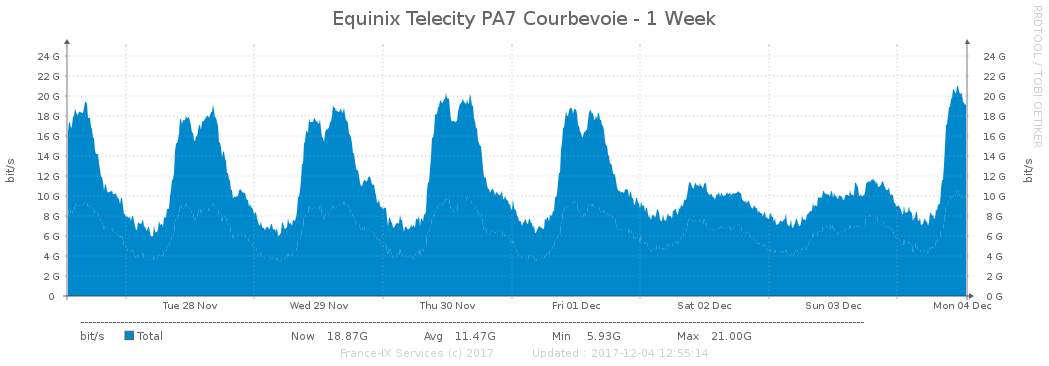 Equinix Telecity PA7 Courbevoie - 1 Week
RRDTOOL / TOBI OETIKER
bit/s
24 G 24 G
22 G 22 G
20 G 20 G
18 G 18 G
16 G 16 G
14 G 14 G
12 G 12 G
10 G 10 G
8 G 8 G
6 G 6 G
4 G 4 G
2 G 2 G
0 0 G
bit/s
Tue 28 Nov Wed 29 Nov Thu 30 Nov Fri 01 Dec Sat 02 Dec Sun 03 Dec Mon 04 Dec
bit/s Total Now 18.87G Avg 11.47G Min 5.93G Max 21.00G
France-IX Services (c) 2017 Updated : 2017-12-04 12:55:14